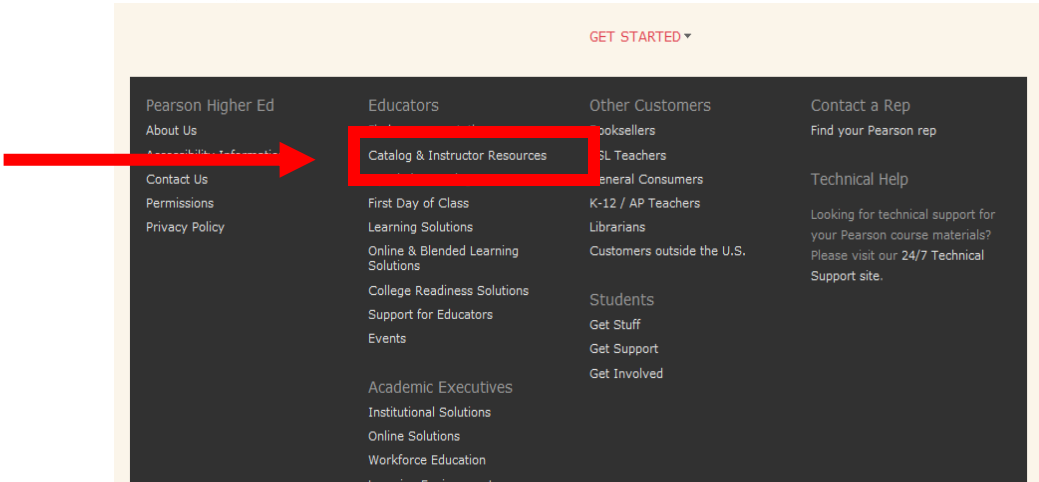 GET STARTED
Pearson Higher Ed
About Us
Contact Us
Permissions
Privacy Policy
Educators
Catalog & Instructor Resources
First Day of Class
Learning Solutions
Online & Blended Learning
Solutions
College Readiness Solutions
Support for Educators
Events
Academic Executives
Institutional Solutions
Online Solutions
Workforce Education
Other Customers
Booksellers
ESL Teachers
General Consumers
K-12 / AP Teachers
Librarians
Customers outside the U.S.
Students
Get Stuff
Get Support
Get Involved
Contact a Rep
Find your Pearson rep
Technical Help
Looking for technical support for
your Pearson course materials?
Please visit our 24/7 Technical
Support site.